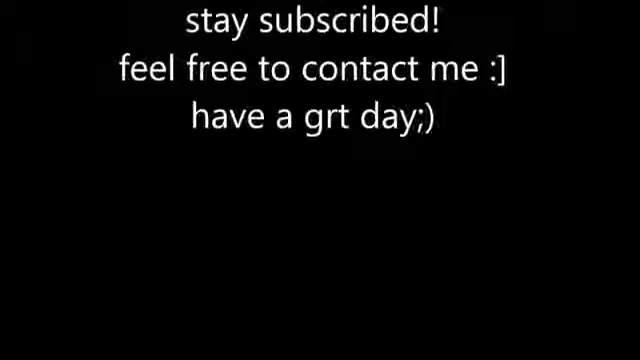 stay subscribed!
feel free to contact me :]
have a grt day;)